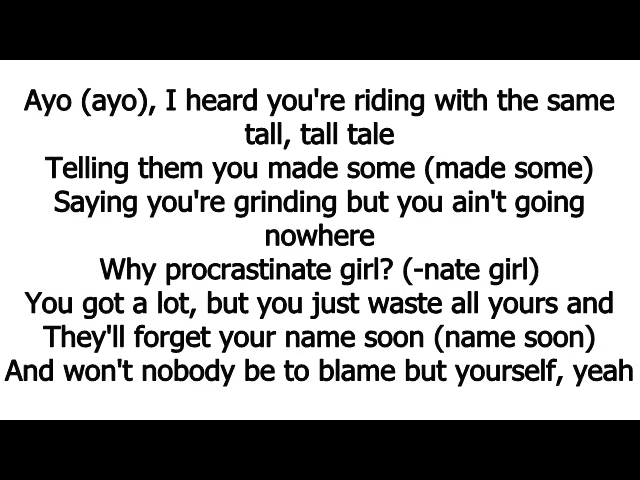 Ayo (ayo), I heard you're riding with the same
tall, tall tale
Telling them you made some (made some)
Saying you're grinding but you ain't going
nowhere
Why procrastinate girl? (-nate girl)
You got a lot, but you just waste all yours and
They'll forget your name soon (name soon)
And won't nobody be to blame but yourself, yeah